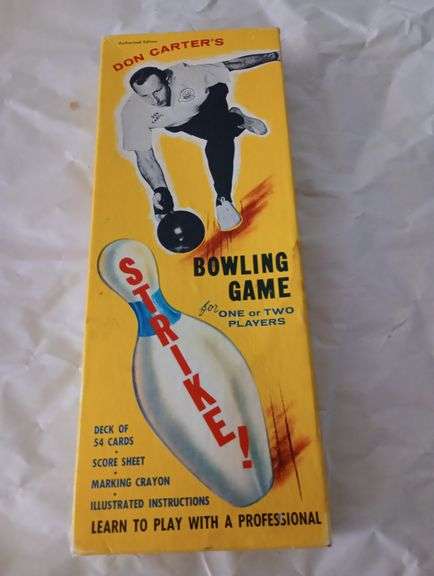 Authorized Edition
DON CARTER'S
BOWLING
GAME
for ONE or TWO
PLAYERS
STRIKE!
DECK OF
54 CARDS
•
SCORE SHEET
•
MARKING CRAYON
•
ILLUSTRATED INSTRUCTIONS
LEARN TO PLAY WITH A PROFESSIONAL